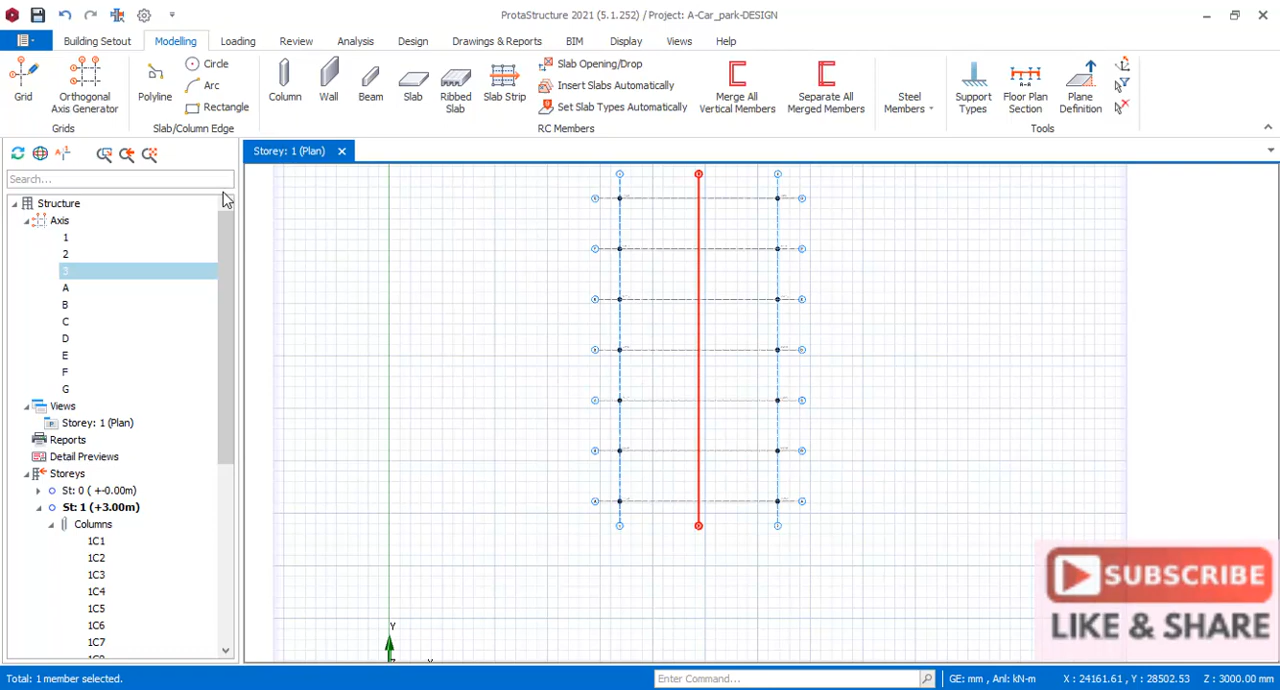 ProtaStructure 2021 (5.1.252) / Project: A-Car_park-DESIGN
Building Setout Modelling Loading Review Analysis Design Drawings & Reports BIM Display Views Help
Grid
Orthogonal Axis Generator
Grids
Polyline
Circle
Arc
Rectangle
Slab/Column Edge
Column
Wall
Beam
Slab
Ribbed Slab
Slab Strip
Slab Opening/Drop
Insert Slabs Automatically
Set Slab Types Automatically
RC Members
Merge All Vertical Members
Separate All Merged Members
Steel Members
Support Types
Floor Plan Section
Plane Definition
Tools
Search...
Structure
Axis
1
2
3
A
B
C
D
E
F
G
Views
Storey: 1 (Plan)
Reports
Detail Previews
Storeys
St: 0 ( +-0.00m)
St: 1 (+3.00m)
Columns
1C1
1C2
1C3
1C4
1C5
1C6
1C7
Storey: 1 (Plan)
Y
SUBSCRIBE
LIKE & SHARE
Total: 1 member selected.
Enter Command...
GE: mm , Anl: kN-m
X : 24161.61 , Y : 28502.53
Z : 3000.00 mm